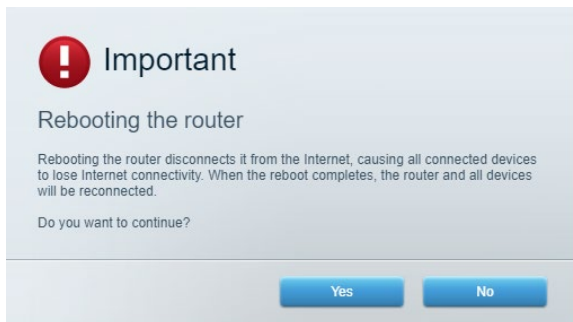 Important
Rebooting the router
Rebooting the router disconnects it from the Internet, causing all connected devices
to lose Internet connectivity. When the reboot completes, the router and all devices
will be reconnected.
Do you want to continue?
Yes
No